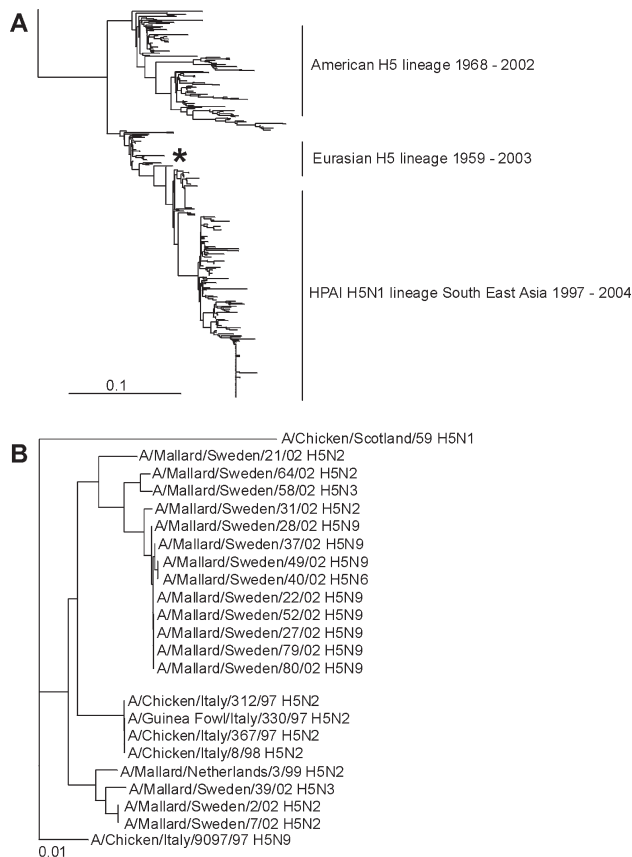 A
American H5 lineage 1968 - 2002
*
Eurasian H5 lineage 1959 - 2003
HPAI H5N1 lineage South East Asia 1997 - 2004
0.1
B
A/Chicken/Scotland/59 H5N1
A/Mallard/Sweden/21/02 H5N2
A/Mallard/Sweden/64/02 H5N2
A/Mallard/Sweden/58/02 H5N3
A/Mallard/Sweden/31/02 H5N2
A/Mallard/Sweden/28/02 H5N9
A/Mallard/Sweden/37/02 H5N9
A/Mallard/Sweden/49/02 H5N9
A/Mallard/Sweden/40/02 H5N6
A/Mallard/Sweden/22/02 H5N9
A/Mallard/Sweden/52/02 H5N9
A/Mallard/Sweden/27/02 H5N9
A/Mallard/Sweden/79/02 H5N9
A/Mallard/Sweden/80/02 H5N9
A/Chicken/Italy/312/97 H5N2
A/Guinea Fowl/Italy/330/97 H5N2
A/Chicken/Italy/367/97 H5N2
A/Chicken/Italy/8/98 H5N2
A/Mallard/Netherlands/3/99 H5N2
A/Mallard/Sweden/39/02 H5N3
A/Mallard/Sweden/2/02 H5N2
A/Mallard/Sweden/7/02 H5N2
A/Chicken/Italy/9097/97 H5N9
0.01